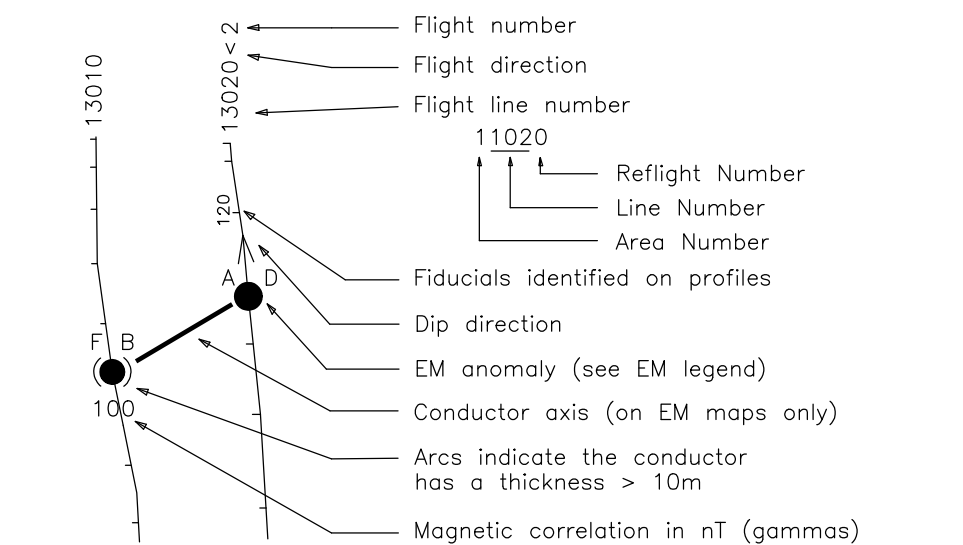 13010
13020 < 2
120
A D
F B
100
Flight number
Flight direction
Flight line number
11020
Reflight Number
Line Number
Area Number
Fiducials identified on profiles
Dip direction
EM anomaly (see EM legend)
Conductor axis (on EM maps only)
Arcs indicate the conductor
has a thickness > 10m
Magnetic correlation in nT (gammas)